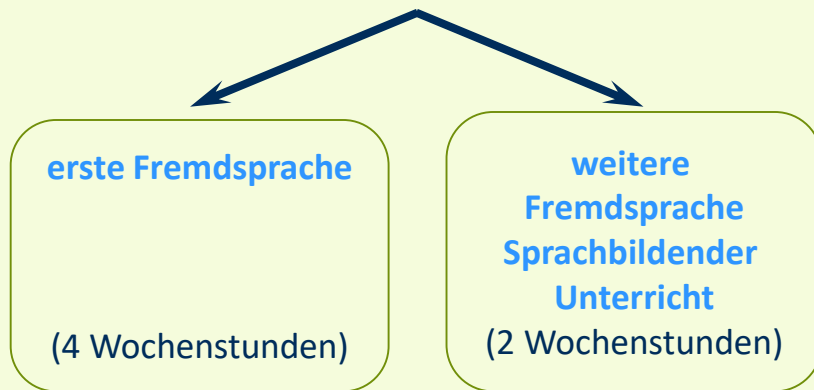 erste Fremdsprache
(4 Wochenstunden)
weitere
Fremdsprache
Sprachbildender
Unterricht
(2 Wochenstunden)